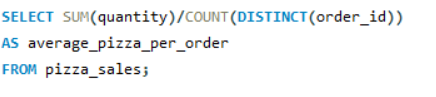 SELECT SUM(quantity)/COUNT(DISTINCT(order_id))
AS average_pizza_per_order
FROM pizza_sales;